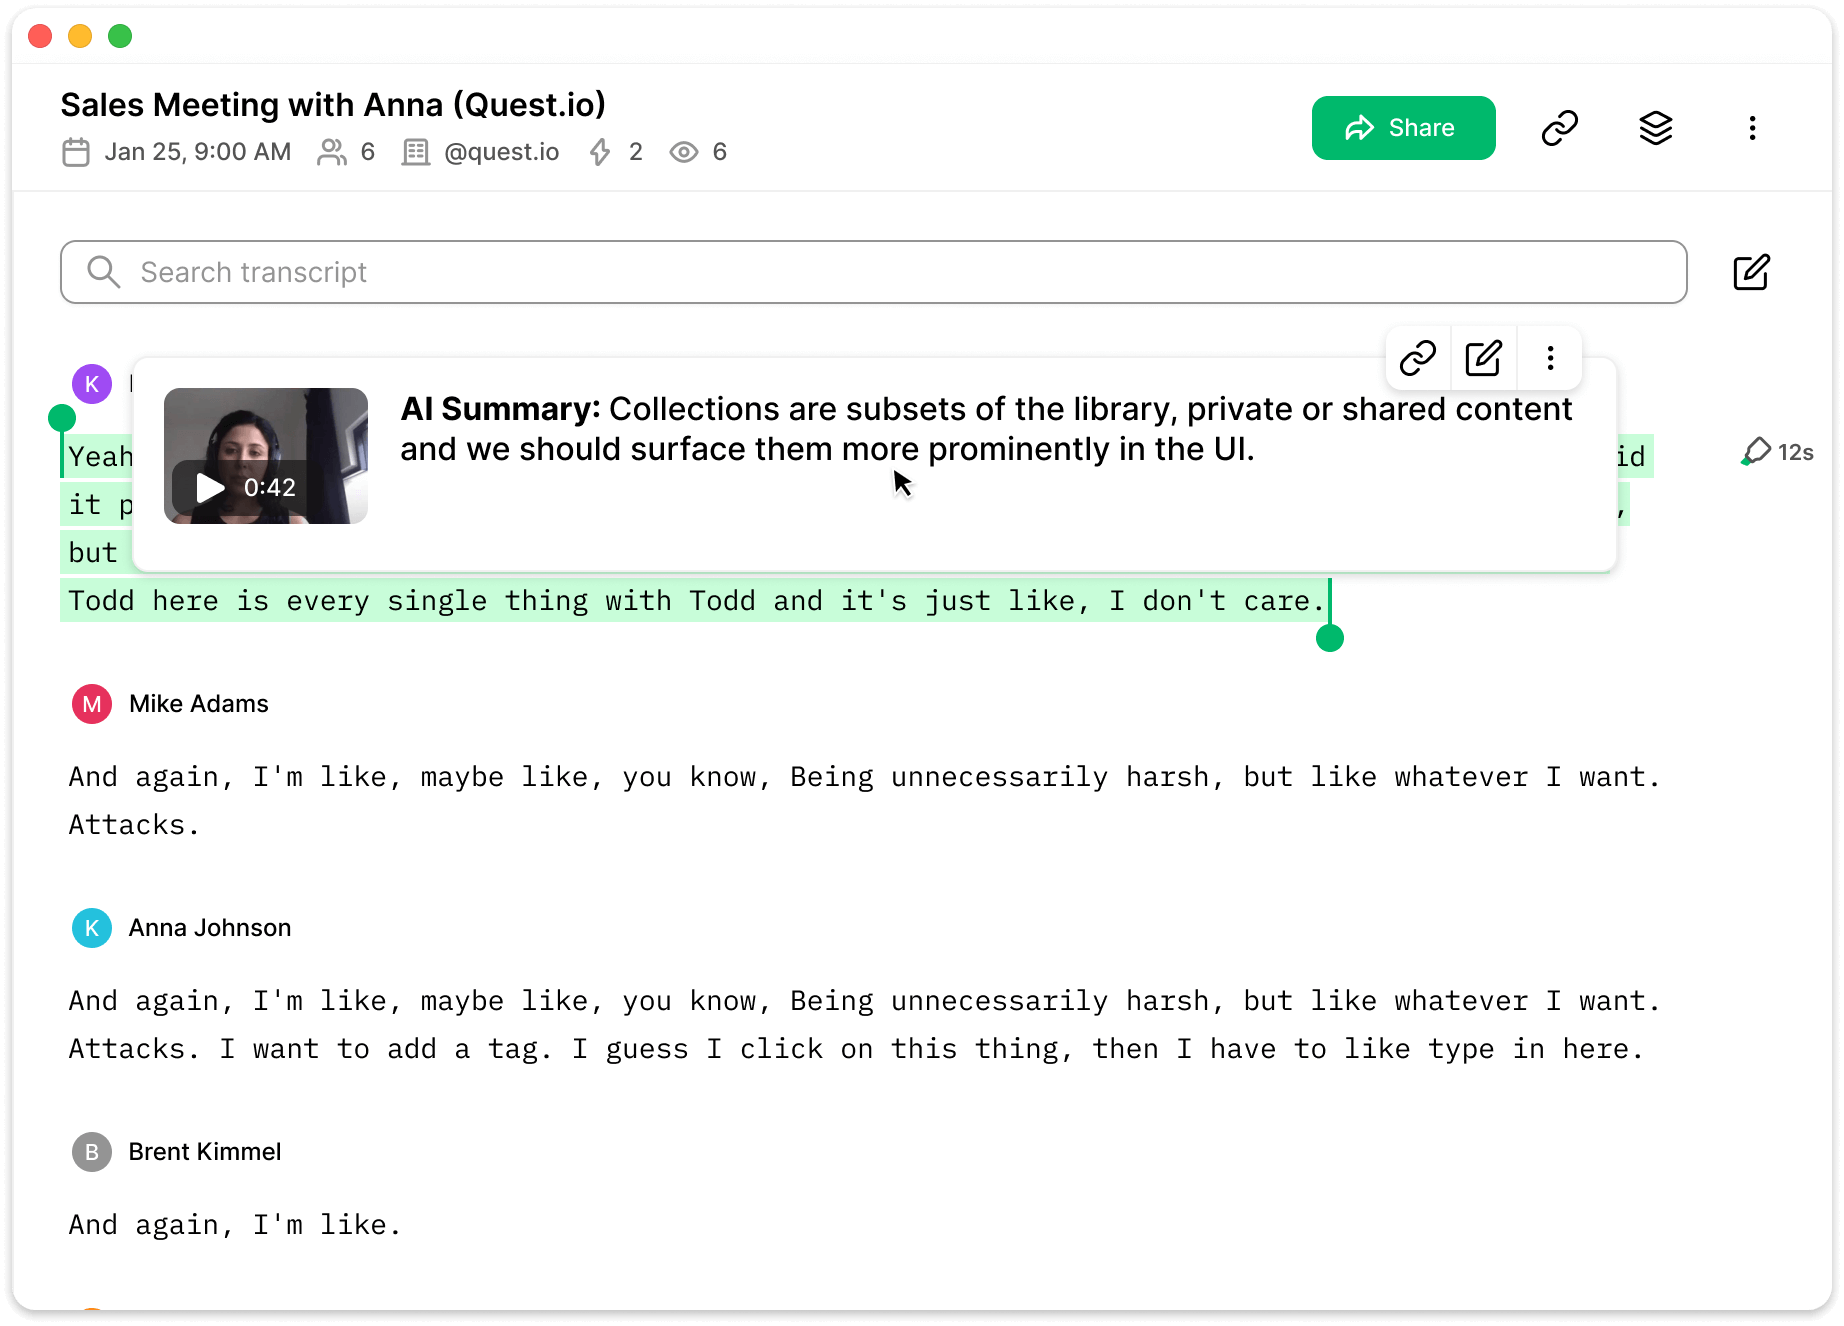 Sales Meeting with Anna (Quest.io)
Jan 25, 9:00 AM 6 @quest.io 2 6
Share
Search transcript
K
AI Summary: Collections are subsets of the library, private or shared content
and we should surface them more prominently in the UI.
0:42
Yeah
12s
it
but
Todd here is every single thing with Todd and it's just like, I don't care.
M Mike Adams
And again, I'm like, maybe like, you know, Being unnecessarily harsh, but like whatever I want.
Attacks.
K Anna Johnson
And again, I'm like, maybe like, you know, Being unnecessarily harsh, but like whatever I want.
Attacks. I want to add a tag. I guess I click on this thing, then I have to like type in here.
B Brent Kimmel
And again, I'm like.